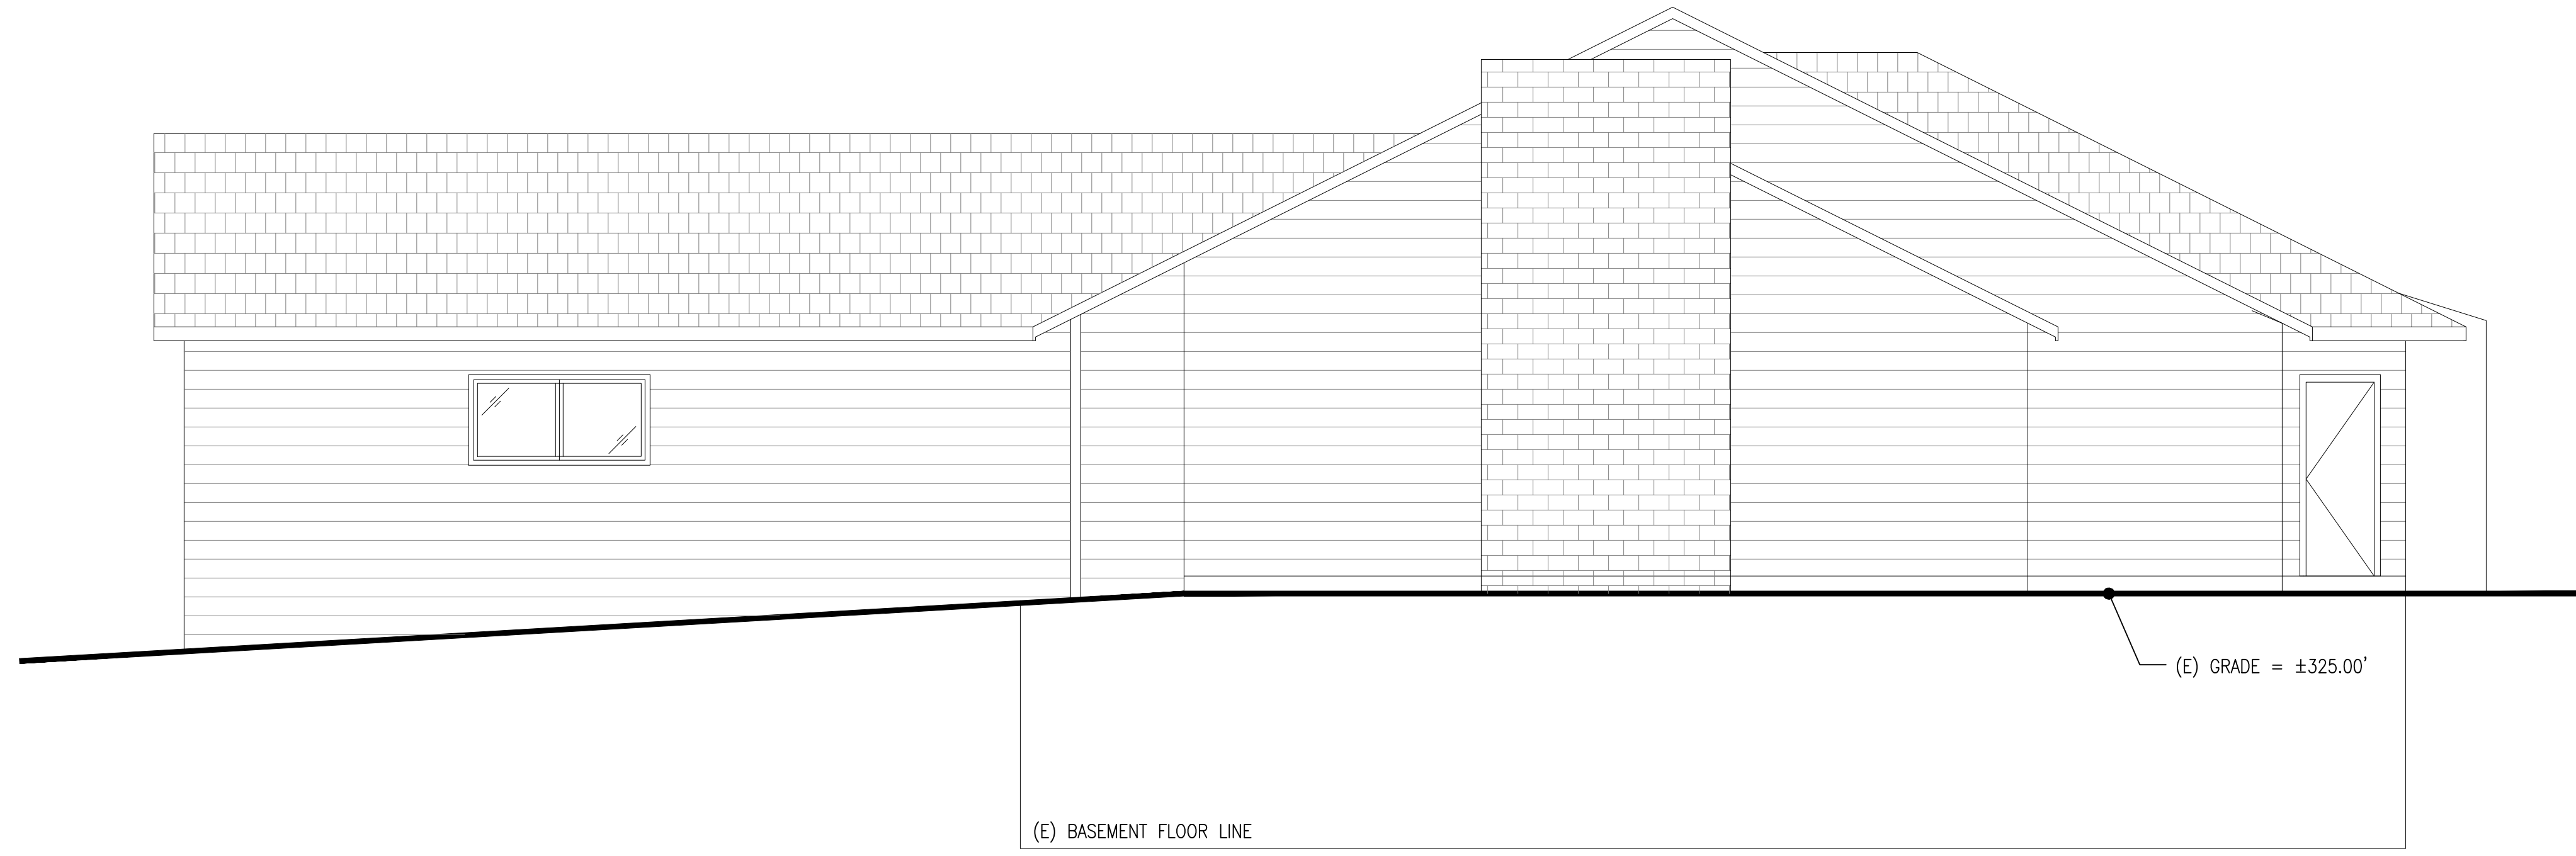 (E) GRADE = ±325.00'
(E) BASEMENT FLOOR LINE